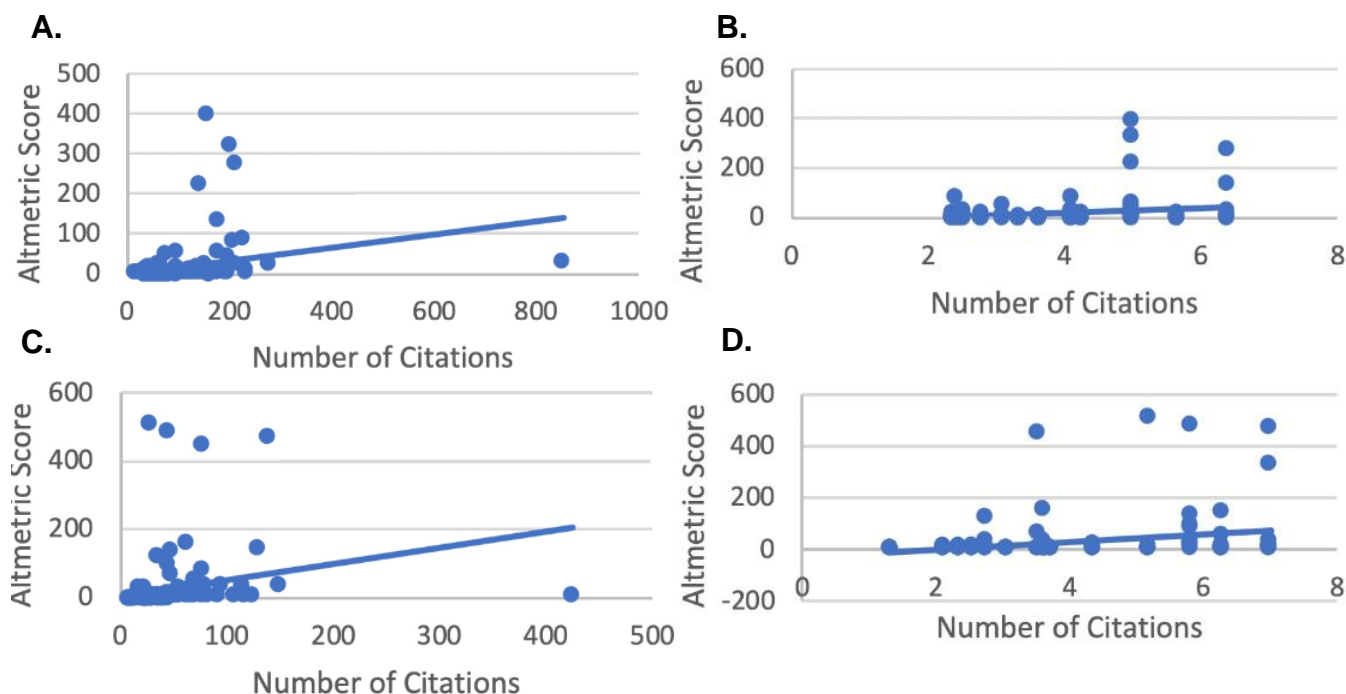 A.
Altmetric Score
500
400
300
200
100
0
0 200 400 600 800 1000
Number of Citations
B.
Altmetric Score
600
400
200
0
0 2 4 6 8
Number of Citations
C.
Altmetric Score
600
400
200
0
0 100 200 300 400 500
Number of Citations
D.
Altmetric Score
600
400
200
0
-200
0 2 4 6 8
Number of Citations